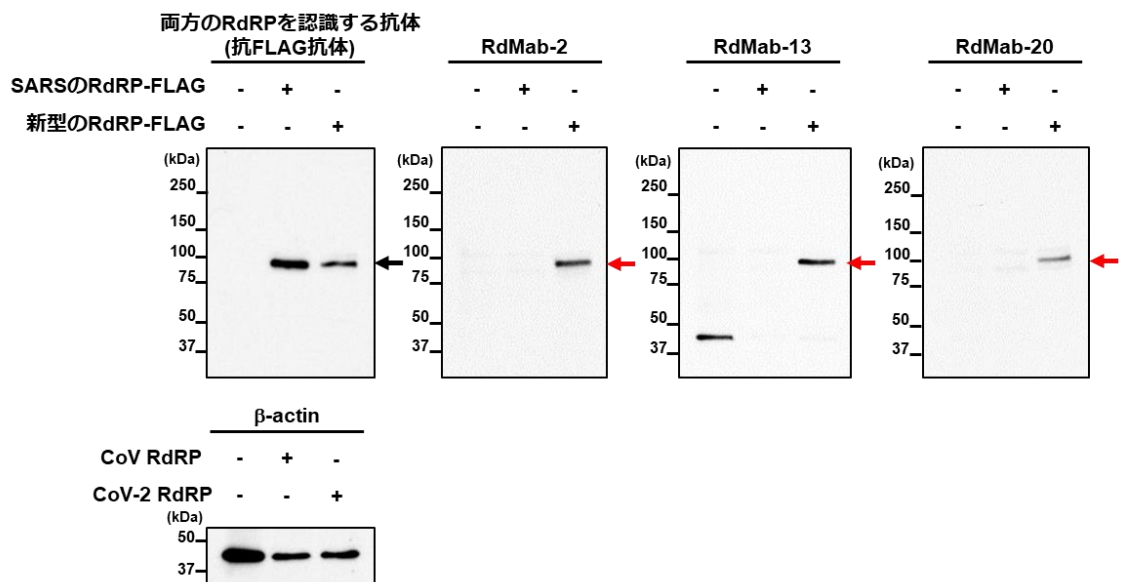 両方のRdRPを認識する抗体
(抗FLAG抗体)
RdMab-2
RdMab-13
RdMab-20
SARSのRdRP-FLAG - + - - + - - + - - + -
新型のRdRP-FLAG - - + - - + - - + - - +
(kDa)
250
150
100
75
50
37
(kDa)
250
150
100
75
50
37
(kDa)
250
150
100
75
50
37
(kDa)
250
150
100
75
50
37
β-actin
CoV RdRP - + -
CoV-2 RdRP - - +
(kDa)
50
37